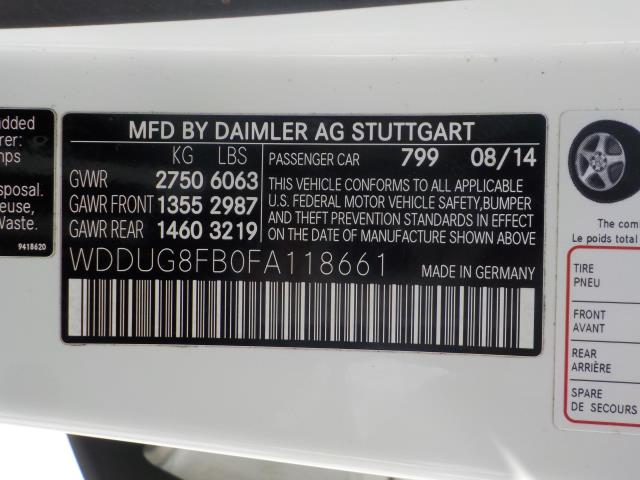 added
rer:
mps
sposal.
euse,
Waste.
9418620
MFD BY DAIMLER AG STUTTGART
KG LBS
PASSENGER CAR 799 08/14
GVWR 2750 6063
GAWR FRONT 1355 2987
GAWR REAR 1460 3219
THIS VEHICLE CONFORMS TO ALL APPLICABLE
U.S. FEDERAL MOTOR VEHICLE SAFETY,BUMPER
AND THEFT PREVENTION STANDARDS IN EFFECT
ON THE DATE OF MANUFACTURE SHOWN ABOVE.
WDDUG8FB0FA118661
MADE IN GERMANY
The com
Le poids total
TIRE
PNEU
FRONT
AVANT
REAR
ARRIÈRE
SPARE
DE SECOURS